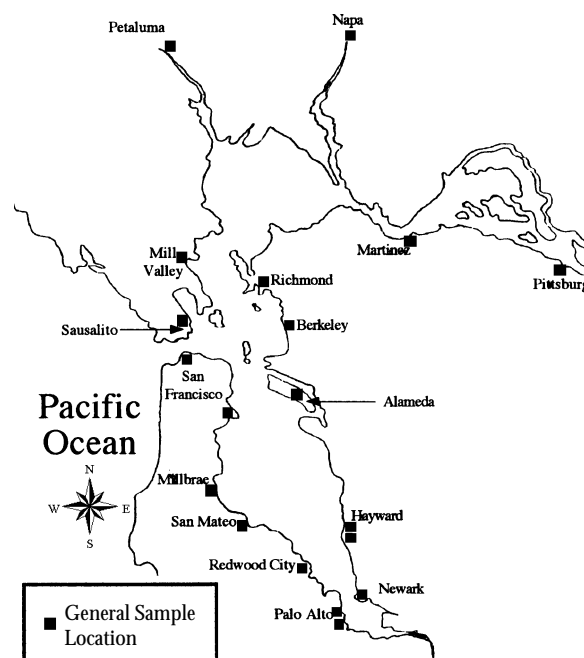 Petaluma
Napa
Mill
Valley
Martinez
Richmond
Pittsburg
Sausalito
Berkeley
San
Francisco
Alameda
Pacific
Ocean
N
W E
S
Millbrae
San Mateo
Hayward
Redwood City
Newark
Palo Alto
General Sample
Location